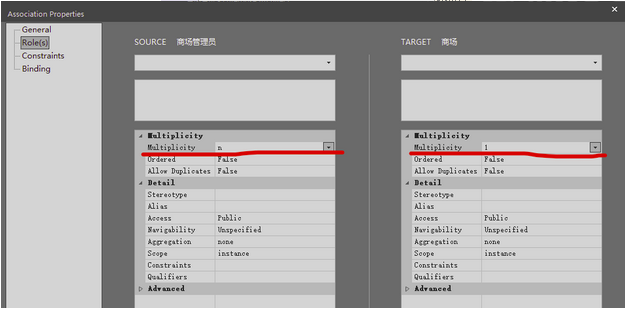 Association Properties
General
Role(s)
Constraints
Binding
SOURCE 商场管理员
Multiplicity
Multiplicity n
Ordered False
Allow Duplicates False
Detail
Stereotype
Alias
Access Public
Navigability Unspecified
Aggregation none
Scope instance
Constraints
Qualifiers
Advanced
TARGET 商场
Multiplicity
Multiplicity 1
Ordered False
Allow Duplicates False
Detail
Stereotype
Alias
Access Public
Navigability Unspecified
Aggregation none
Scope instance
Constraints
Qualifiers
Advanced